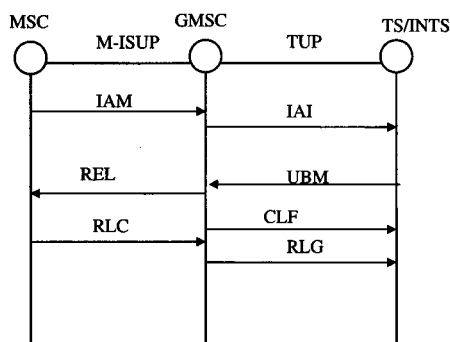 MSC GMSC TS/INTS
M-ISUP TUP
IAM
IAI
REL UBM
CLF
RLC
RLG